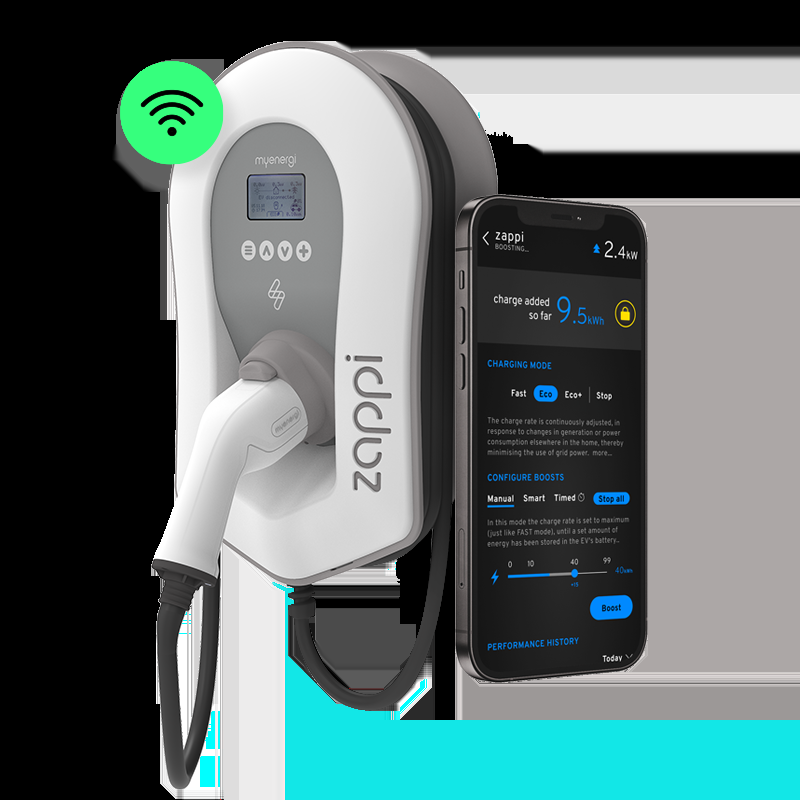 myenergi
zappi
myenergi
zappi
BOOSTING...
2.4kW
charge added
so far
9.5kWh
CHARGING MODE
Fast Eco Eco+ Stop
The charge rate is continuously adjusted, in
response to changes in generation or power
consumption elsewhere in the home, thereby
minimising the use of grid power. more...
CONFIGURE BOOSTS
Manual Smart Timed Stop all
In this mode the charge rate is set to maximum
(just like FAST mode), until a set amount of
energy has been stored in the EV's battery..
0 10 40 99
40kWh
+15
Boost
PERFORMANCE HISTORY
Today